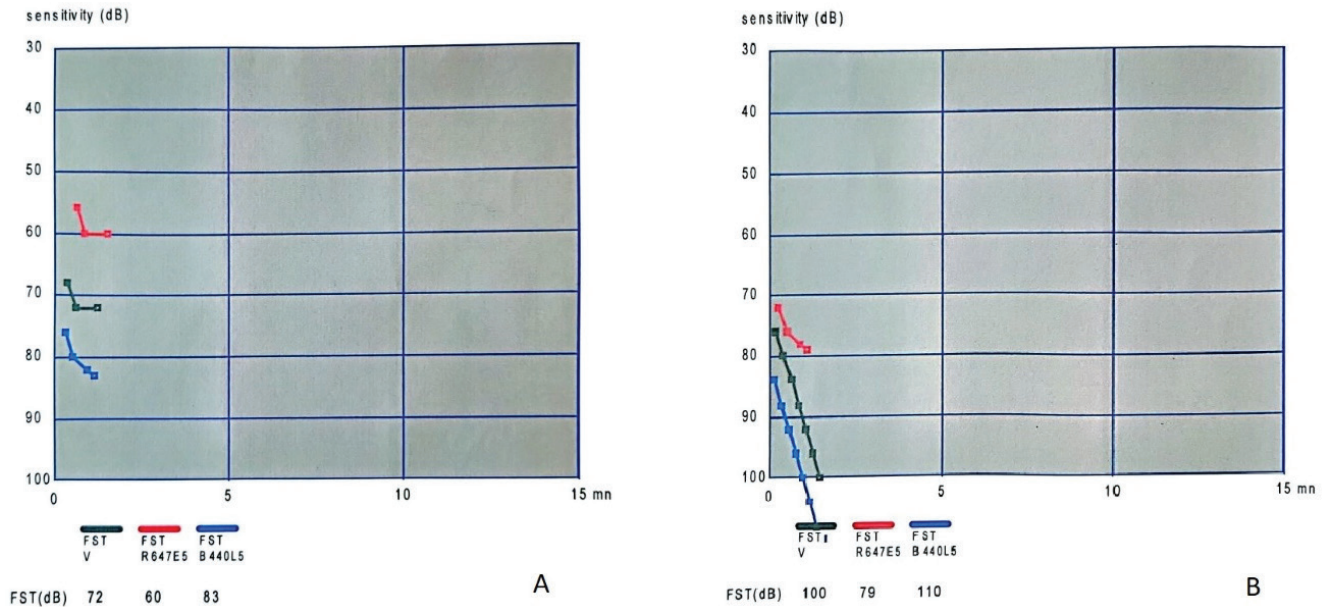 sensitivity (dB)
30
40
50
60
70
80
90
100
0 5 10 15 mn
FST FST FST
V R647E5 B440L5
FST(dB) 72 60 83
A
sensitivity (dB)
30
40
50
60
70
80
90
100
0 5 10 15 mn
FST FST FST
V R647E5 B440L5
FST(dB) 100 79 110
B